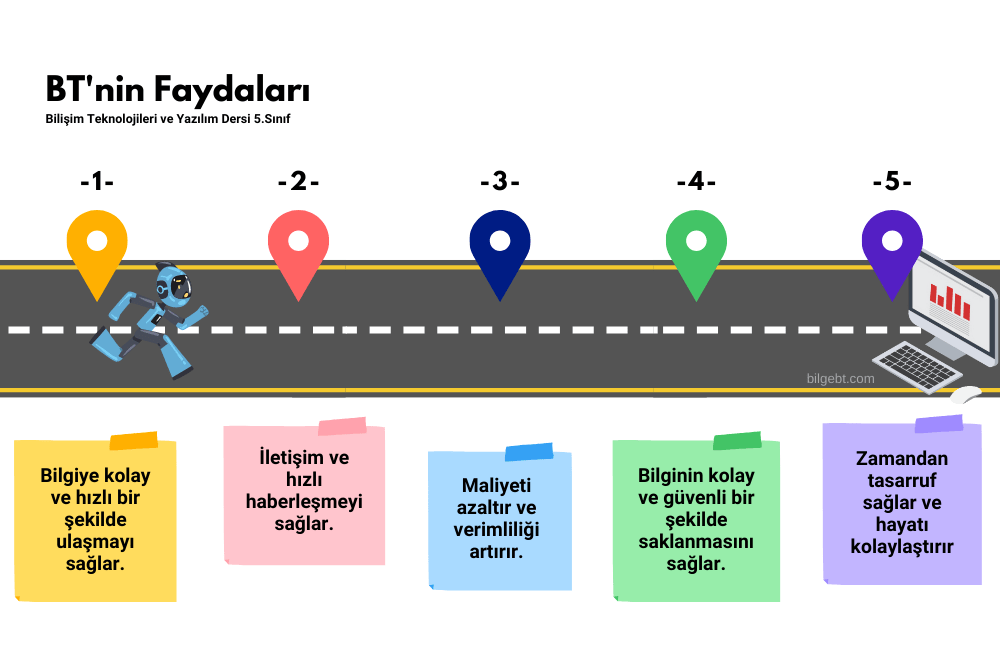 BT'nin Faydaları
Bilişim Teknolojileri ve Yazılım Dersi 5.Sınıf
-1-
-2-
-3-
-4-
-5-
bilgebt.com
Bilgiye kolay
ve hızlı bir
şekilde
ulaşmayı
sağlar.
İletişim ve
hızlı
haberleşmeyi
sağlar.
Maliyeti
azaltır ve
verimliliği
artırır.
Bilginin kolay
ve güvenli bir
şekilde
saklanmasını
sağlar.
Zamandan
tasarruf
sağlar ve
hayatı
kolaylaştırır